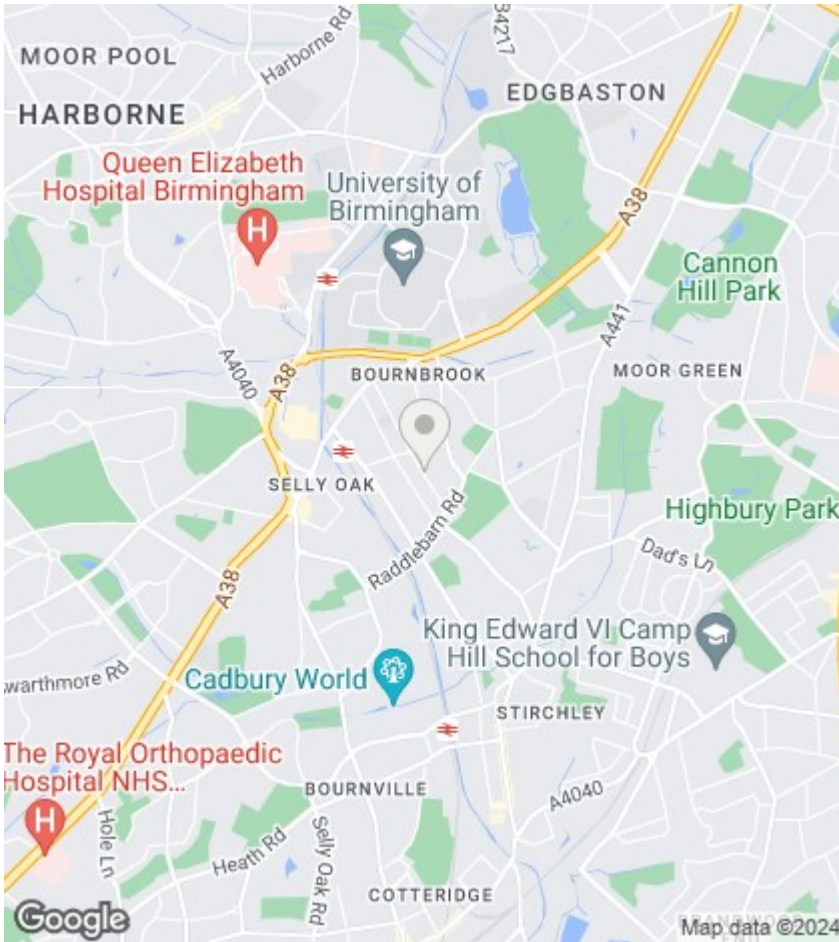 A4217
MOOR POOL
Harborne Rd
EDGBASTON
HARBORNE
Queen Elizabeth
Hospital Birmingham
H
University of
Birmingham
A38
Cannon
Hill Park
A441
A4040
A38
BOURNBROOK
MOOR GREEN
SELLY OAK
Highbury Park
Raddlebarn Rd
Dad's Ln
A38
King Edward VI Camp
Hill School for Boys
swarthmore Rd
Cadbury World
STIRCHLEY
The Royal Orthopaedic
Hospital NHS...
H
BOURNVILLE
A4040
Hole Ln
Heath Rd
Selly Oak Rd
COTTERIDGE
Google
Map data ©2024